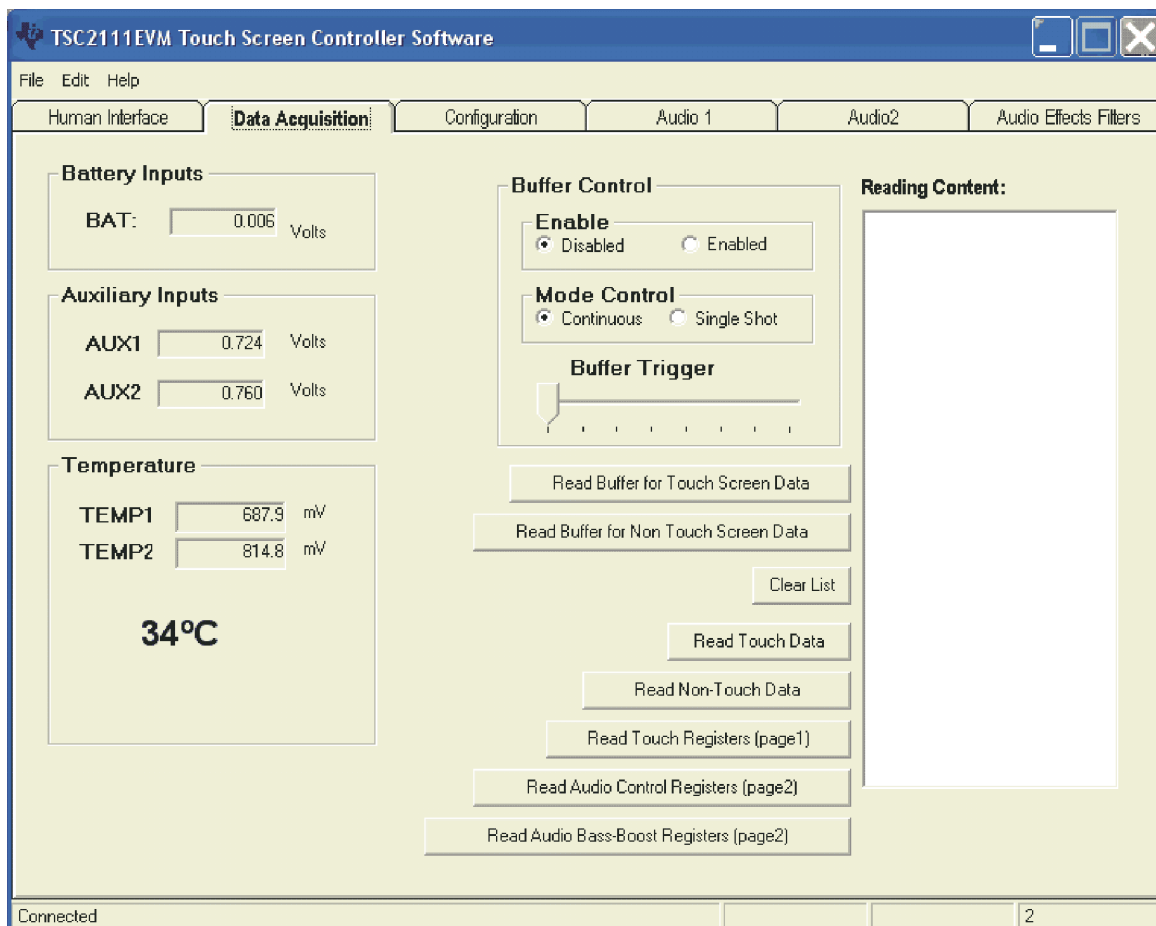 TSC2111EVM Touch Screen Controller Software
File Edit Help
Human Interface Data Acquisition Configuration Audio 1 Audio2 Audio Effects Filters
Battery Inputs
BAT: 0.006 Volts
Auxiliary Inputs
AUX1 0.724 Volts
AUX2 0.760 Volts
Temperature
TEMP1 687.9 mV
TEMP2 814.8 mV
34ºC
Buffer Control
Enable
Disabled Enabled
Mode Control
Continuous Single Shot
Buffer Trigger
Read Buffer for Touch Screen Data
Read Buffer for Non Touch Screen Data
Clear List
Read Touch Data
Read Non-Touch Data
Read Touch Registers (page1)
Read Audio Control Registers (page2)
Read Audio Bass-Boost Registers (page2)
Reading Content:
Connected 2